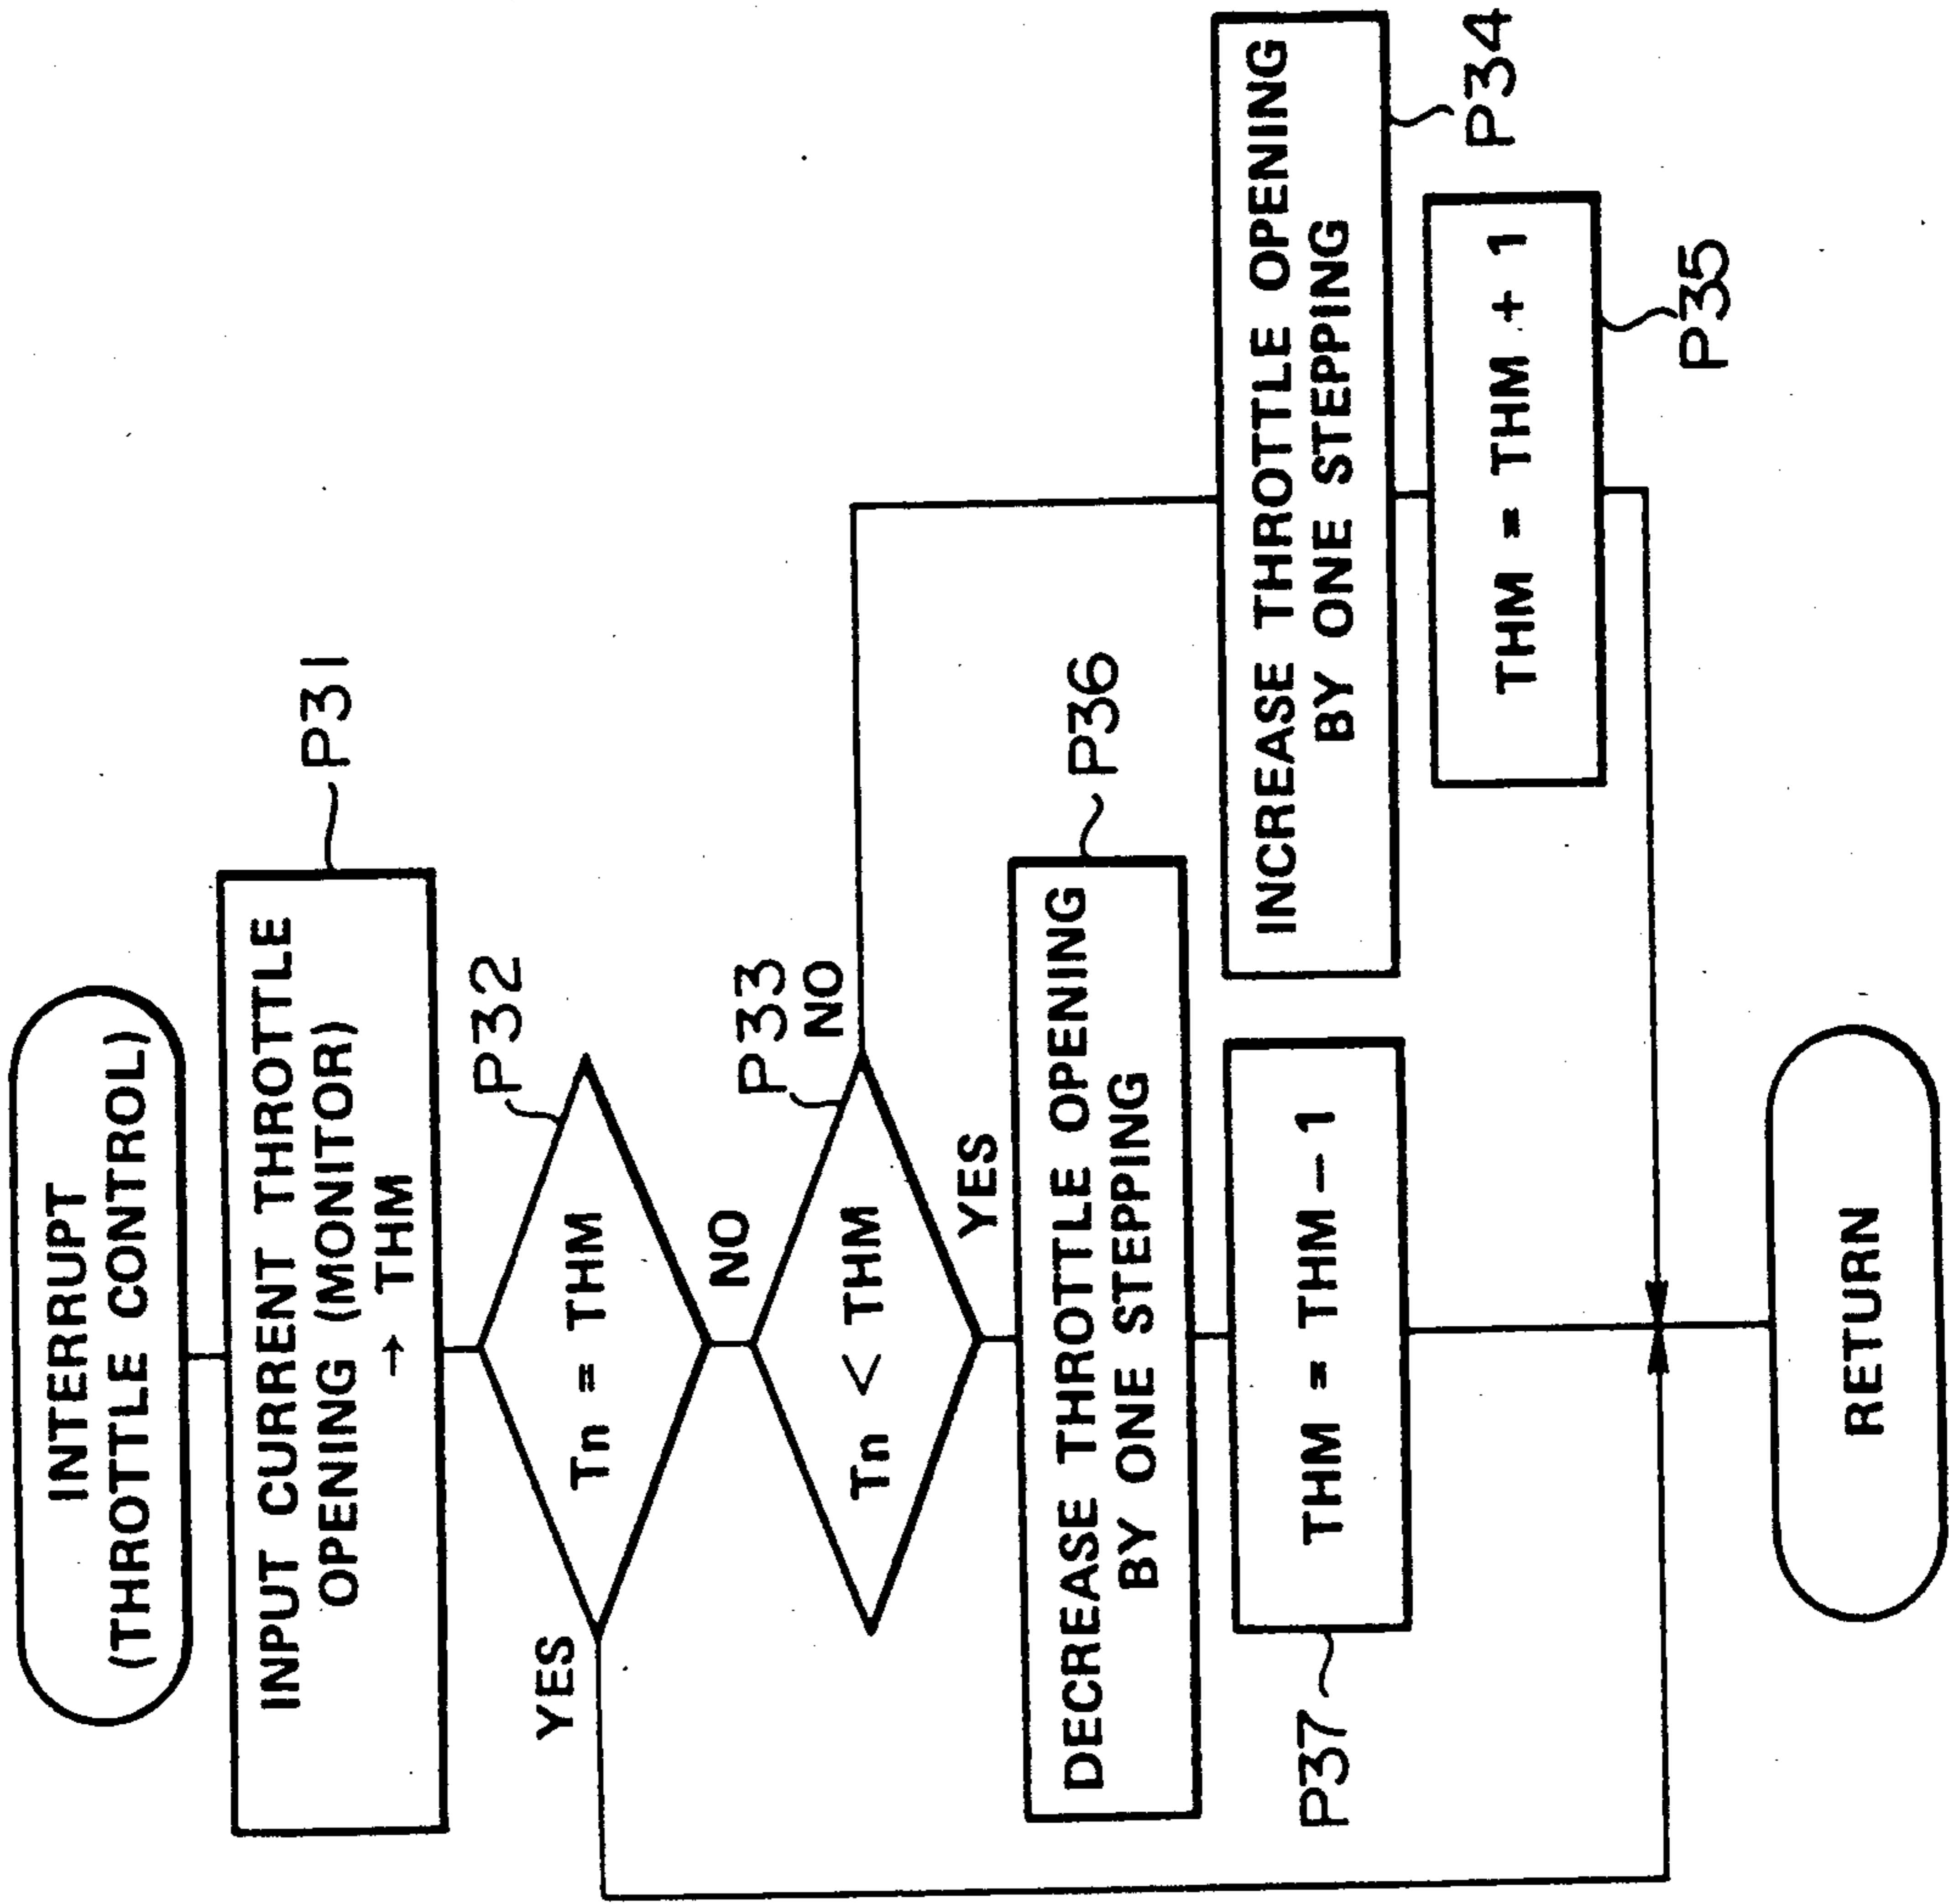 INTERRUPT
(THROTTLE CONTROL)
INPUT CURRENT THROTTLE
OPENING (MONITOR)
→ THM
P31
P32
Tn = THM
YES
NO
P33
NO
Tn < THM
YES
P36
DECREASE THROTTLE OPENING
BY ONE STEPPING
INCREASE THROTTLE OPENING
BY ONE STEPPING
P34
P37
THM = THM - 1
THM = THM + 1
P35
RETURN